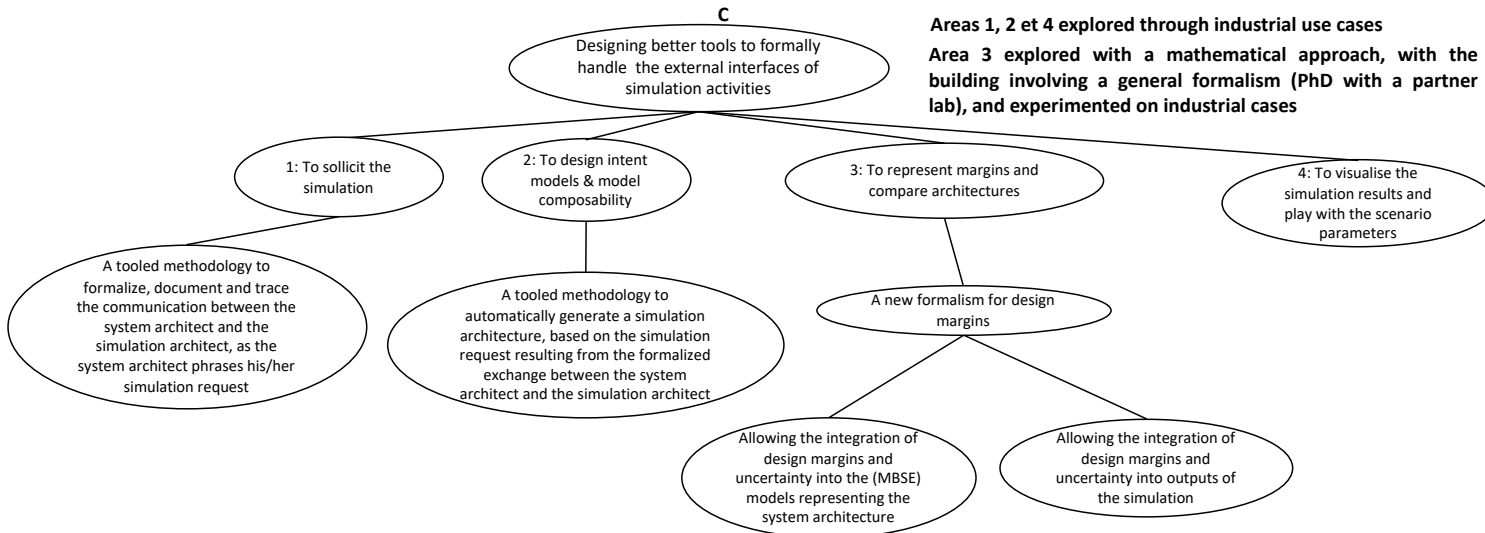 C
Designing better tools to formally
handle the external interfaces of
simulation activities
Areas 1, 2 et 4 explored through industrial use cases
Area 3 explored with a mathematical approach, with the
building involving a general formalism (PhD with a partner
lab), and experimented on industrial cases
1: To sollicit the
simulation
2: To design intent
models & model
composability
3: To represent margins and
compare architectures
4: To visualise the
simulation results and
play with the scenario
parameters
A tooled methodology to
formalize, document and trace
the communication between the
system architect and the
simulation architect, as the
system architect phrases his/her
simulation request
A tooled methodology to
automatically generate a simulation
architecture, based on the simulation
request resulting from the formalized
exchange between the system
architect and the simulation architect
A new formalism for design
margins
Allowing the integration of
design margins and
uncertainty into the (MBSE)
models representing the
system architecture
Allowing the integration of
design margins and
uncertainty into outputs of
the simulation